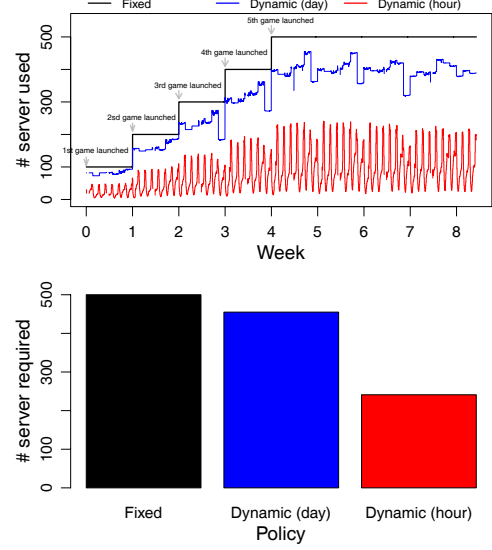 Fixed Dynamic (day) Dynamic (hour)
5th game launched
500
4th game launched
3rd game launched
300
2sd game launched
1st game launched
100
0
# server used
0 1 2 3 4 5 6 7 8
Week
500
300
100
0
# server required
Fixed Dynamic (day) Dynamic (hour)
Policy